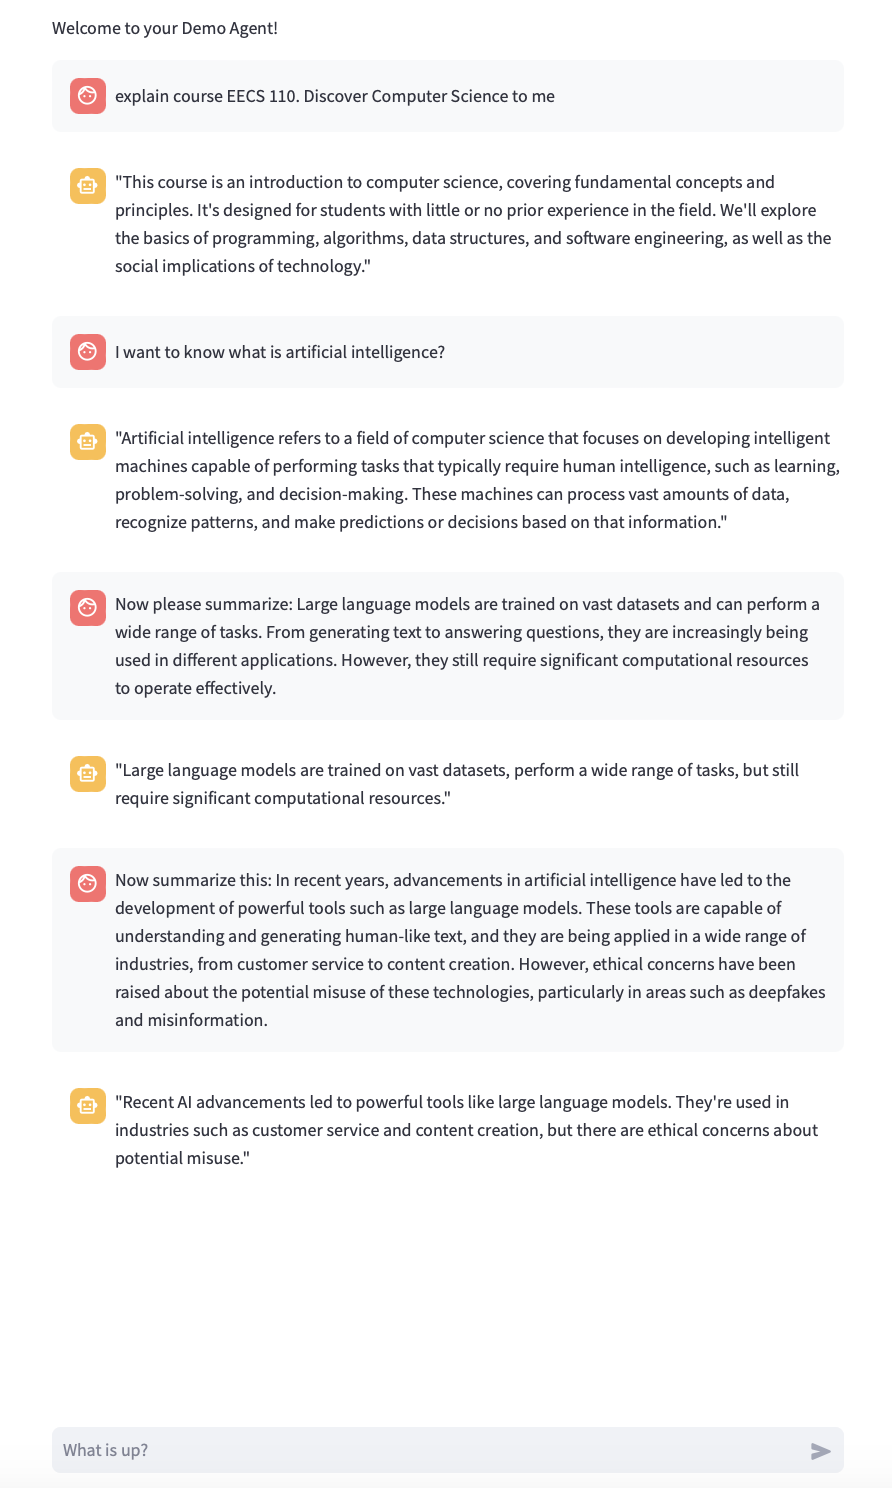 Welcome to your Demo Agent!
explain course EECS 110. Discover Computer Science to me
"This course is an introduction to computer science, covering fundamental concepts and
principles. It's designed for students with little or no prior experience in the field. We'll explore
the basics of programming, algorithms, data structures, and software engineering, as well as the
social implications of technology."
I want to know what is artificial intelligence?
"Artificial intelligence refers to a field of computer science that focuses on developing intelligent
machines capable of performing tasks that typically require human intelligence, such as learning,
problem-solving, and decision-making. These machines can process vast amounts of data,
recognize patterns, and make predictions or decisions based on that information."
Now please summarize: Large language models are trained on vast datasets and can perform a
wide range of tasks. From generating text to answering questions, they are increasingly being
used in different applications. However, they still require significant computational resources
to operate effectively.
"Large language models are trained on vast datasets, perform a wide range of tasks, but still
require significant computational resources."
Now summarize this: In recent years, advancements in artificial intelligence have led to the
development of powerful tools such as large language models. These tools are capable of
understanding and generating human-like text, and they are being applied in a wide range of
industries, from customer service to content creation. However, ethical concerns have been
raised about the potential misuse of these technologies, particularly in areas such as deepfakes
and misinformation.
"Recent AI advancements led to powerful tools like large language models. They're used in
industries such as customer service and content creation, but there are ethical concerns about
potential misuse."
What is up?